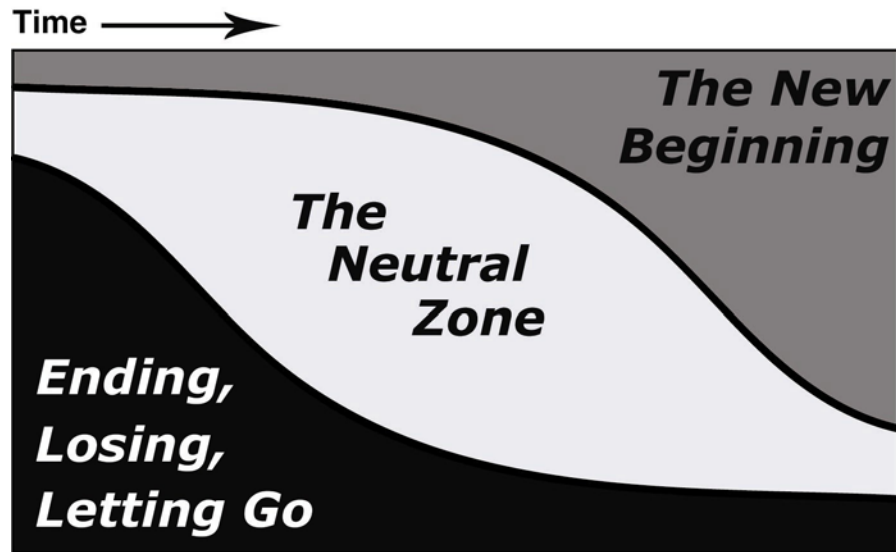 Time
The New
Beginning
The
Neutral
Zone
Ending,
Losing,
Letting Go